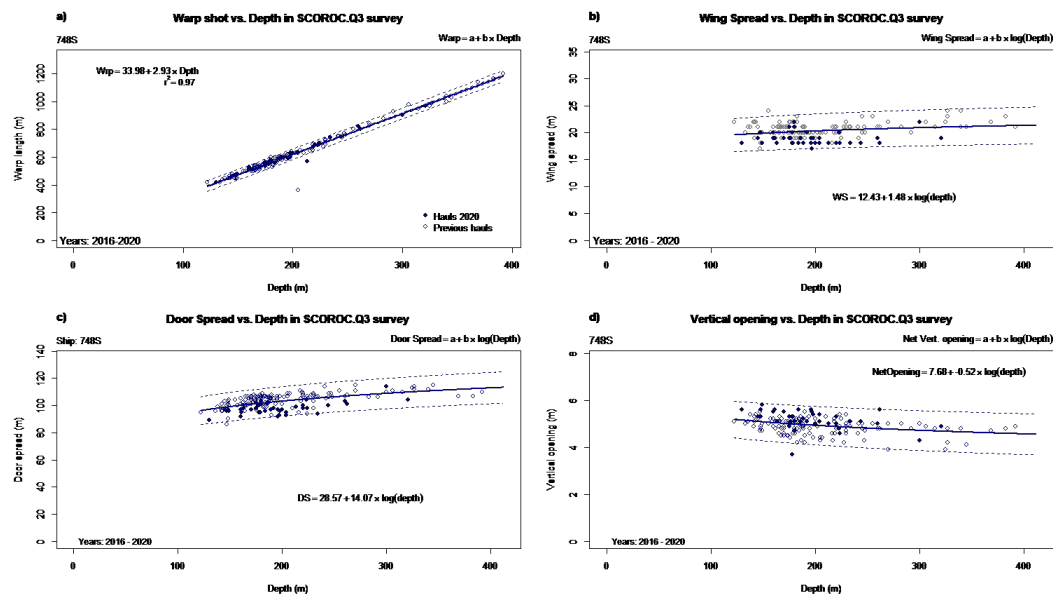 a) Warp shot vs. Depth in SCOROC.Q3 survey
748S Warp = a + b × Depth
Wrp = 33.98 + 2.93 × Dpth
r² = 0.97
Warp length (m)
0 200 400 600 800 1000 1200
Hauls 2020
Previous hauls
Years: 2016-2020
0 100 200 300 400
Depth (m)
b) Wing Spread vs. Depth in SCOROC.Q3 survey
748S Wing Spread = a + b × log(Depth)
Wing spread (m)
0 5 10 15 20 25 30 35
WS = 12.43 + 1.48 × log(depth)
Years: 2016 - 2020
0 100 200 300 400
Depth (m)
c) Door Spread vs. Depth in SCOROC.Q3 survey
Ship: 748S Door Spread = a + b × log(Depth)
Door spread (m)
0 20 40 60 80 100 120 140
DS = 28.57 + 14.07 × log(depth)
Years: 2016 - 2020
0 100 200 300 400
Depth (m)
d) Vertical opening vs. Depth in SCOROC.Q3 survey
748S Net Vert. opening = a + b × log(Depth)
NetOpening = 7.68 + -0.52 × log(depth)
Vertical opening (m)
0 2 4 6 8
Years: 2016 - 2020
0 100 200 300 400
Depth (m)